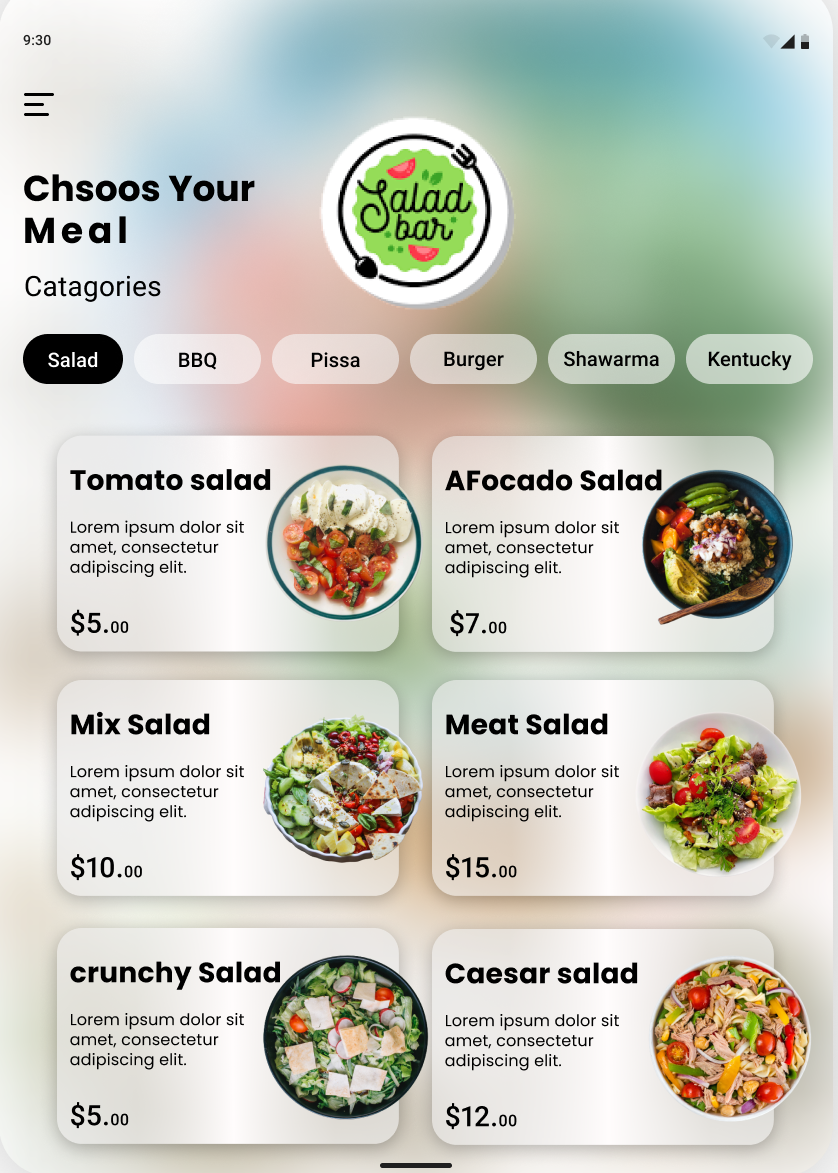 9:30
Chsoos Your
Meal
Salad
bar
Catagories
Salad
BBQ
Pissa
Burger
Shawarma
Kentucky
Tomato salad
Lorem ipsum dolor sit
amet, consectetur
adipiscing elit.
$5.00
AFocado Salad
Lorem ipsum dolor sit
amet, consectetur
adipiscing elit.
$7.00
Mix Salad
Lorem ipsum dolor sit
amet, consectetur
adipiscing elit.
$10.00
Meat Salad
Lorem ipsum dolor sit
amet, consectetur
adipiscing elit.
$15.00
crunchy Salad
Lorem ipsum dolor sit
amet, consectetur
adipiscing elit.
$5.00
Caesar salad
Lorem ipsum dolor sit
amet, consectetur
adipiscing elit.
$12.00